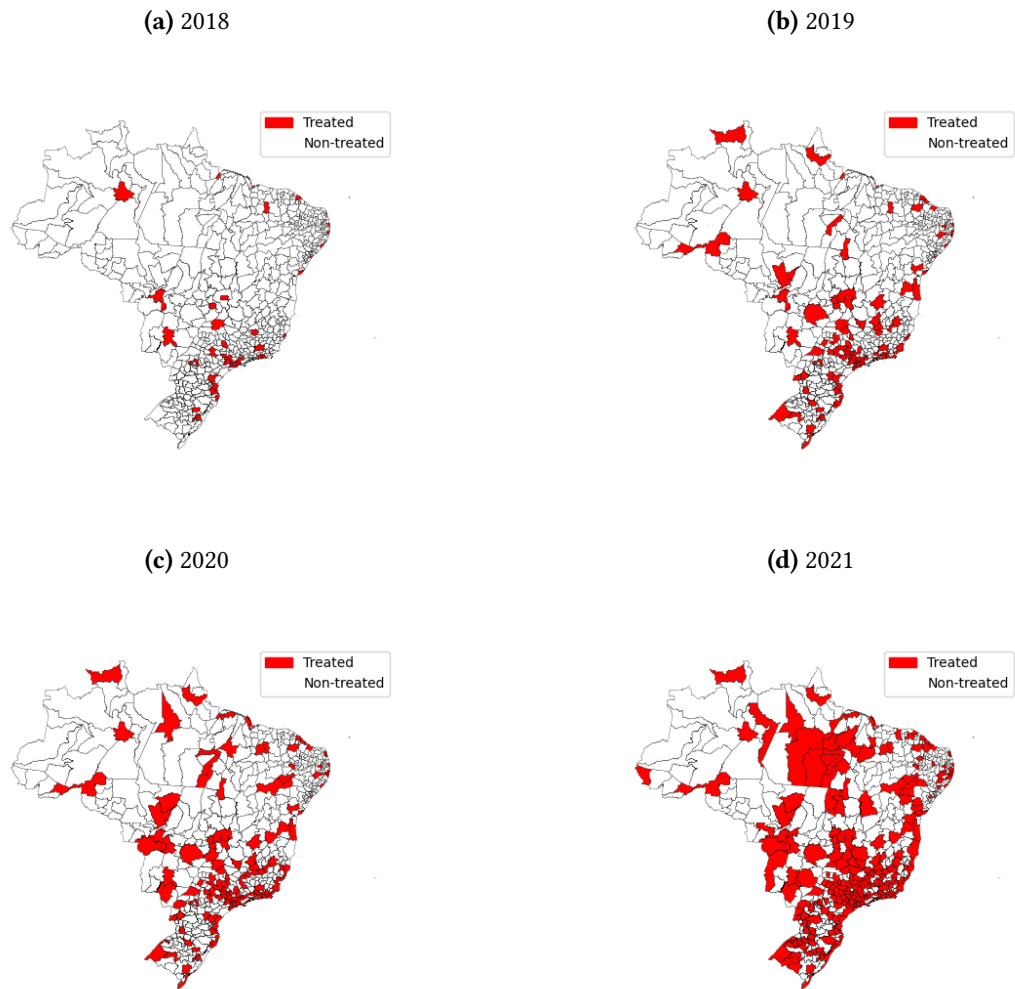 (a) 2018
(b) 2019
Treated
Non-treated
Treated
Non-treated
(c) 2020
(d) 2021
Treated
Non-treated
Treated
Non-treated